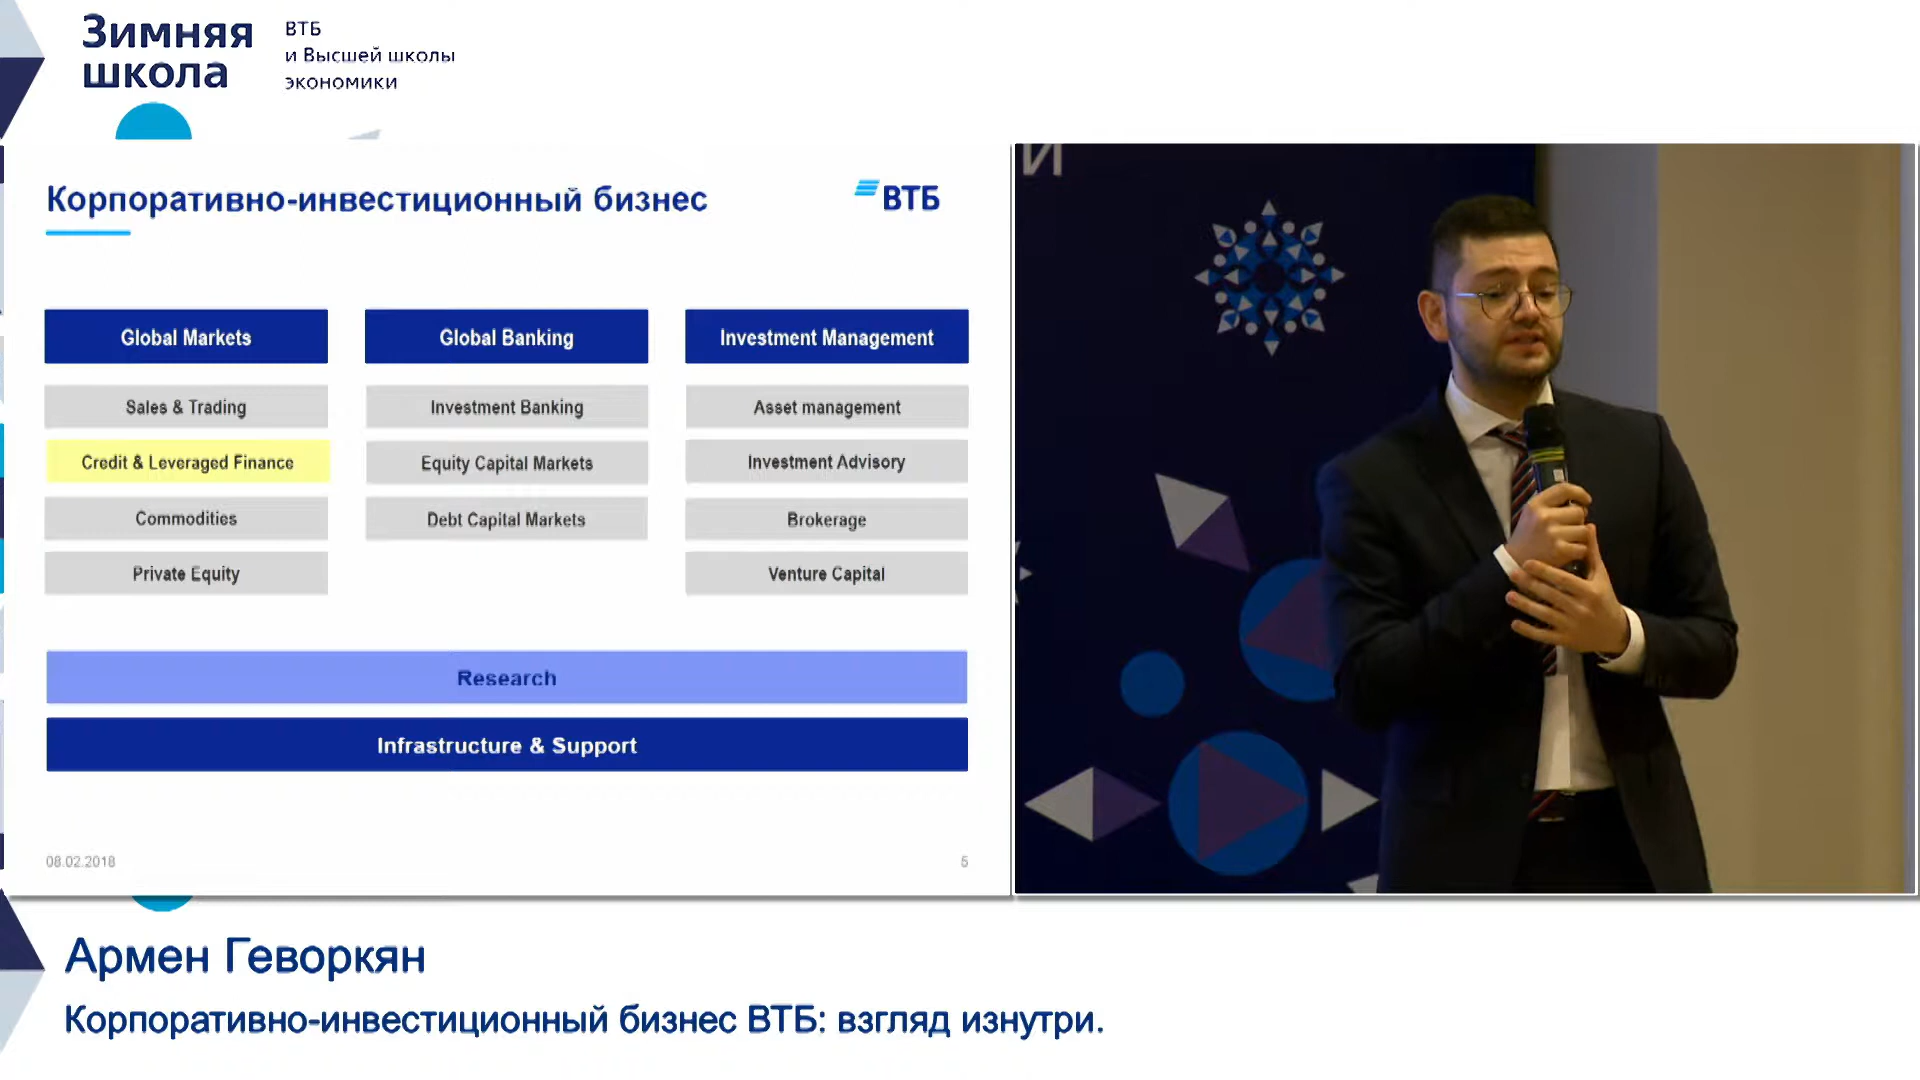 Зимняя
школа
ВТБ
и Высшей школы
экономики
Корпоративно-инвестиционный бизнес
ВТБ
Global Markets
Global Banking
Investment Management
Sales & Trading
Investment Banking
Asset management
Credit & Leveraged Finance
Equity Capital Markets
Investment Advisory
Commodities
Debt Capital Markets
Brokerage
Private Equity
Venture Capital
Research
Infrastructure & Support
08.02.2018
5
И
Армен Геворкян
Корпоративно-инвестиционный бизнес ВТБ: взгляд изнутри.